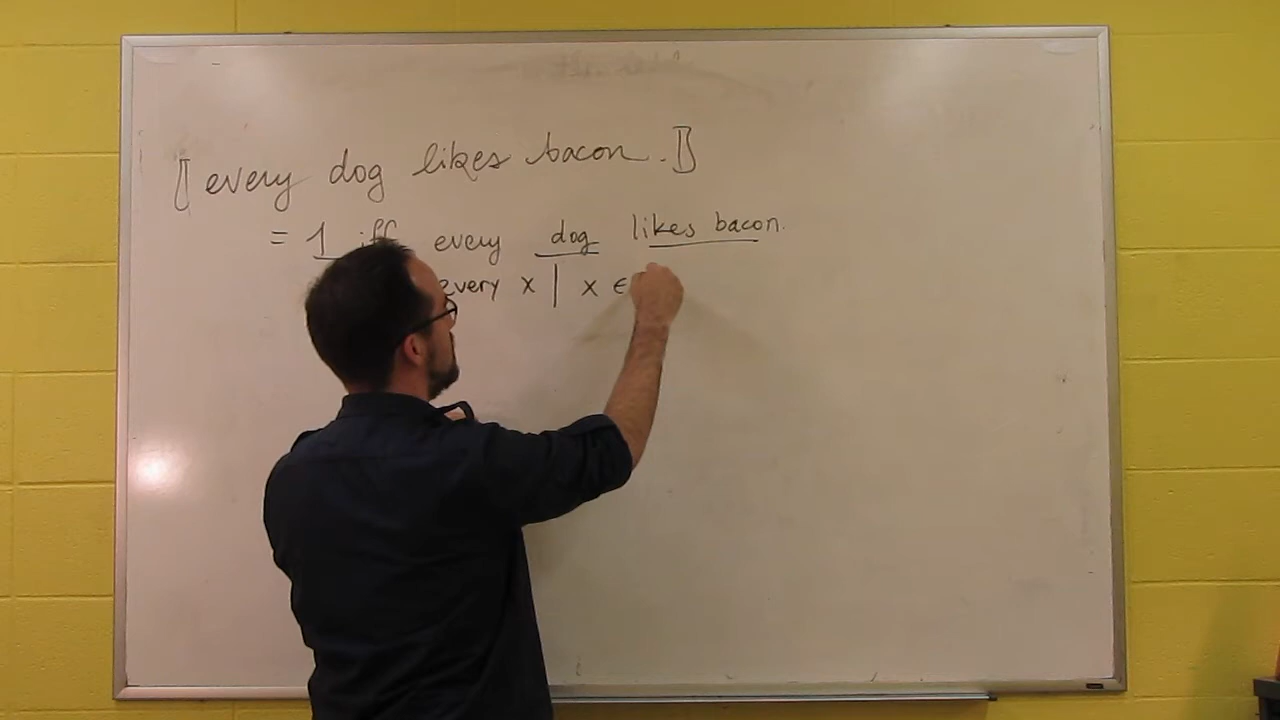 ⟦every dog likes bacon.⟧
= 1 iff every dog likes bacon.
every x | x ∈